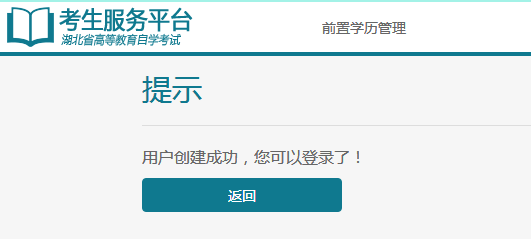 考生服务平台
湖北省高等教育自学考试
前置学历管理
提示
用户创建成功，您可以登录了！
返回